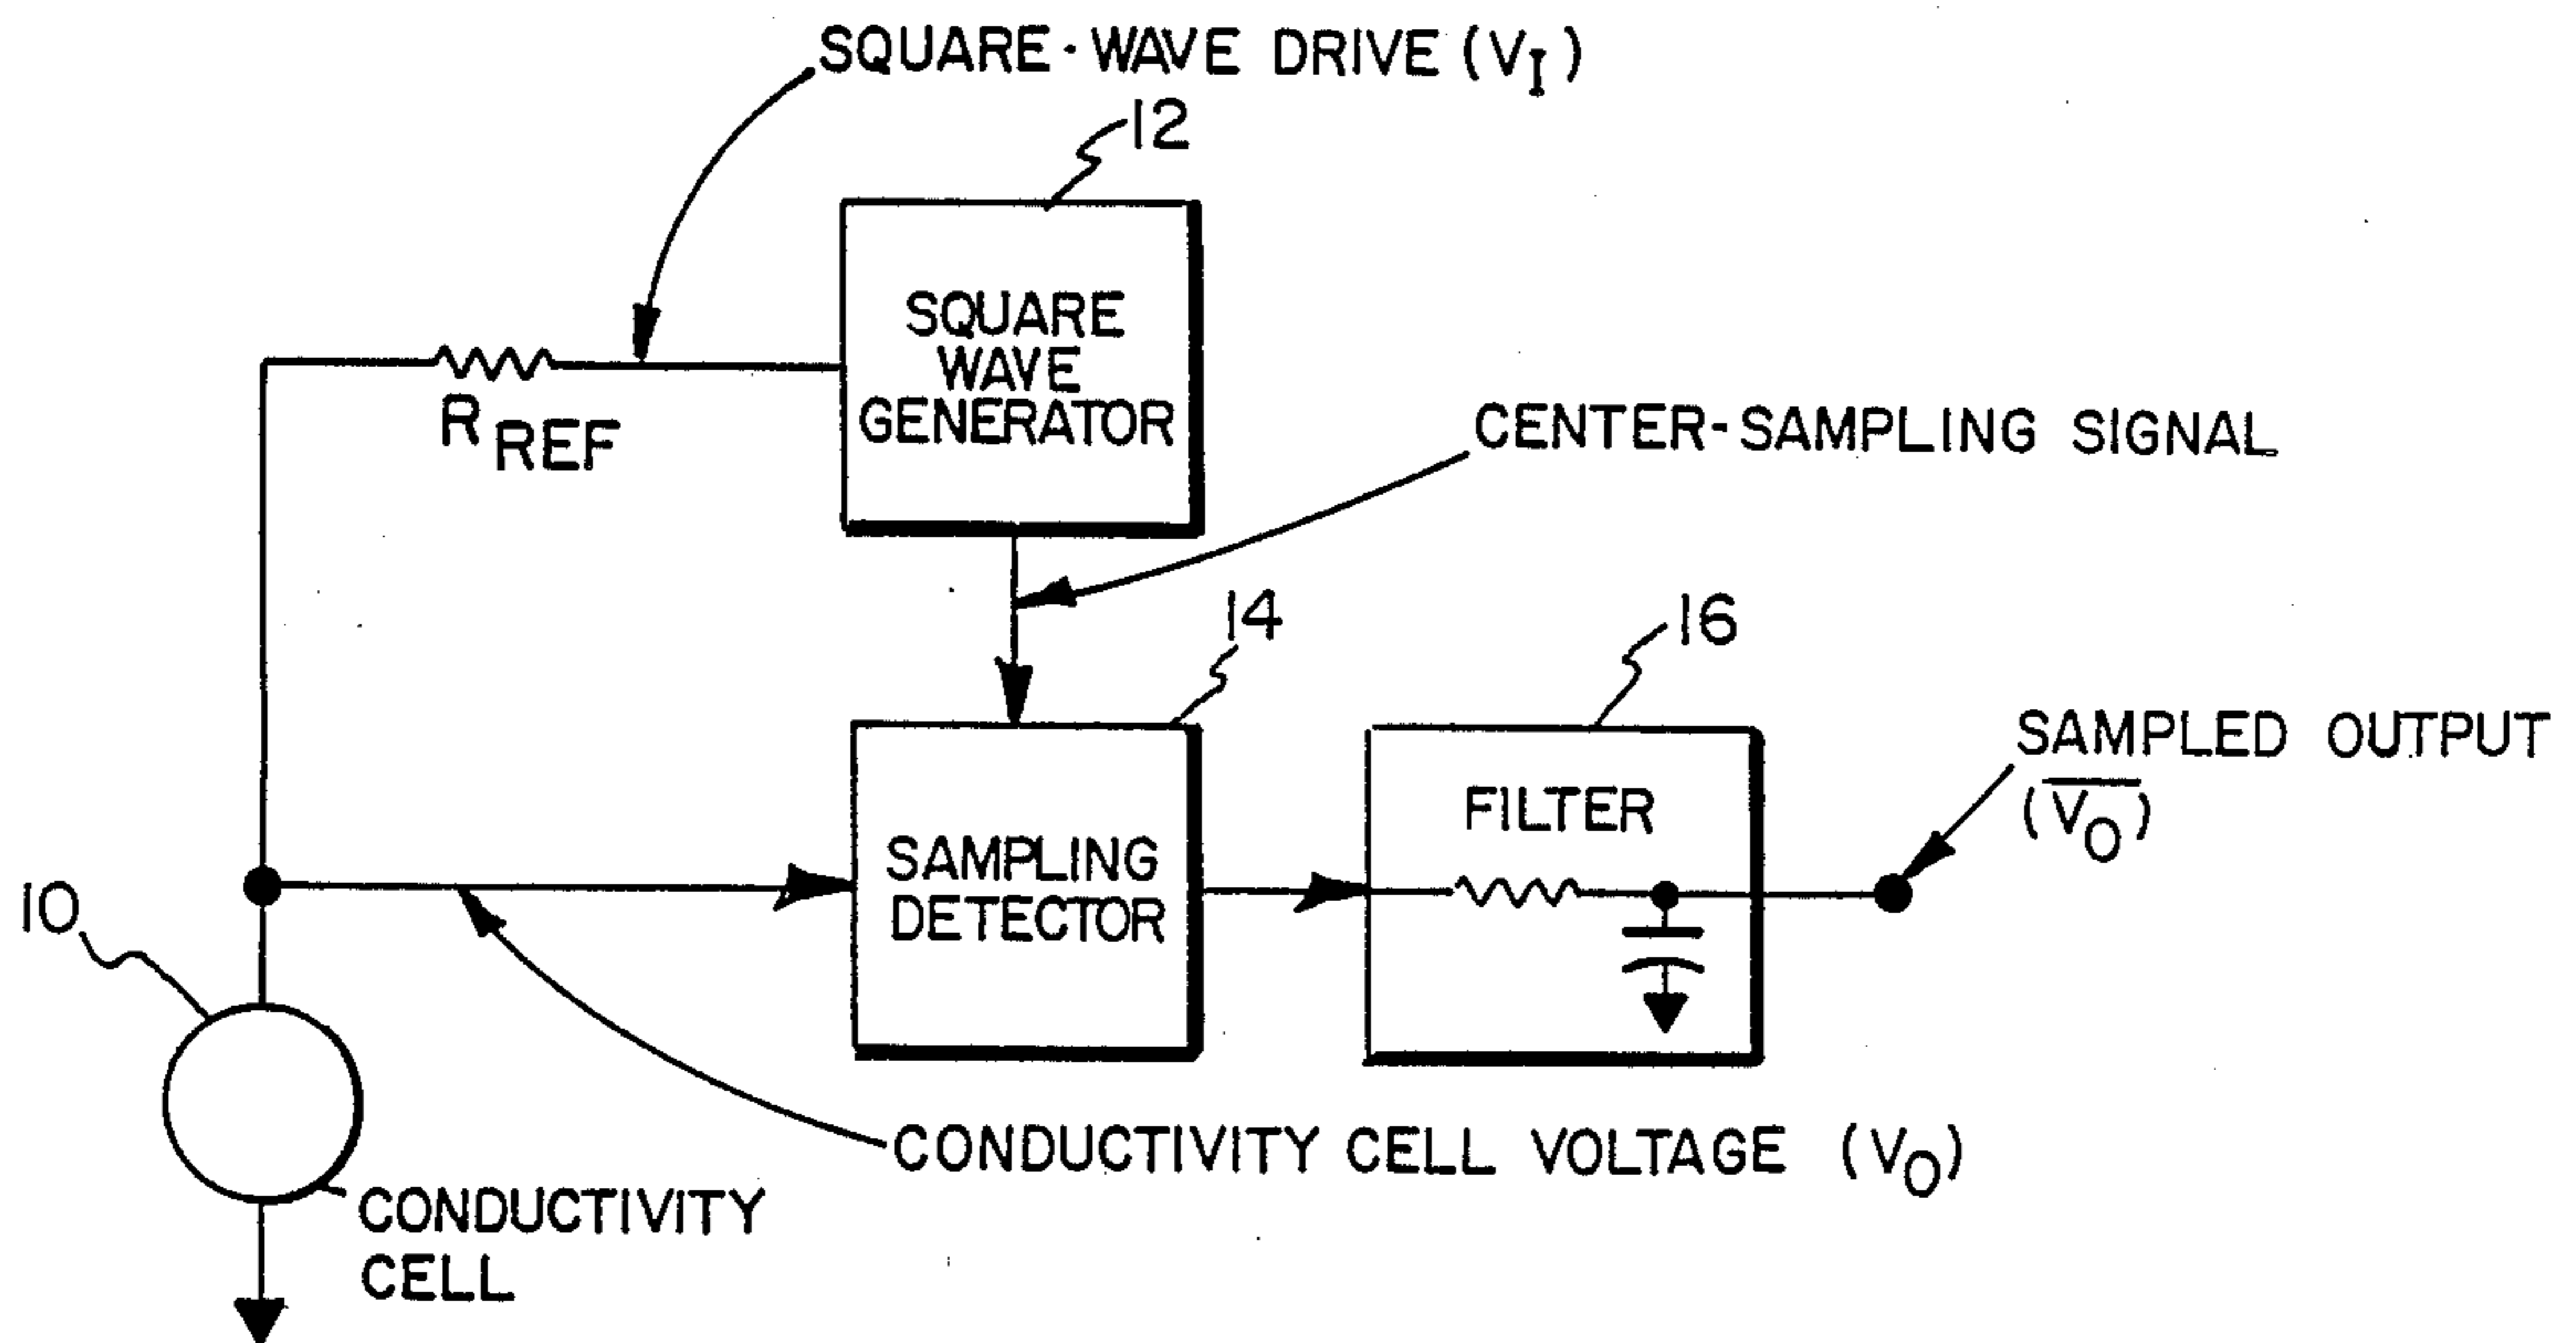 SQUARE-WAVE DRIVE (VI)
12
SQUARE
WAVE
GENERATOR
RREF
CENTER-SAMPLING SIGNAL
14
16
SAMPLED OUTPUT
(V̅O̅)
FILTER
SAMPLING
DETECTOR
10
CONDUCTIVITY CELL VOLTAGE (VO)
CONDUCTIVITY
CELL